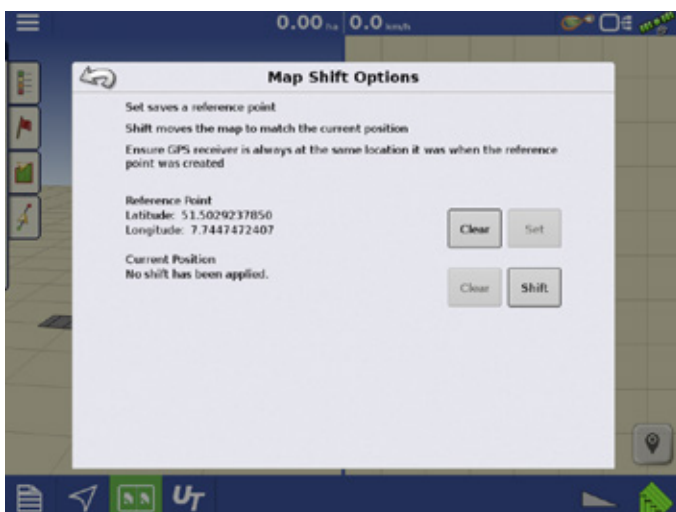 0.00 ha 0.0 km/h
Map Shift Options
Set saves a reference point
Shift moves the map to match the current position
Ensure GPS receiver is always at the same location it was when the reference
point was created
Reference Point
Latitude: 51.5029237850
Longitude: 7.7447472407
Clear Set
Current Position
No shift has been applied.
Clear Shift
UT